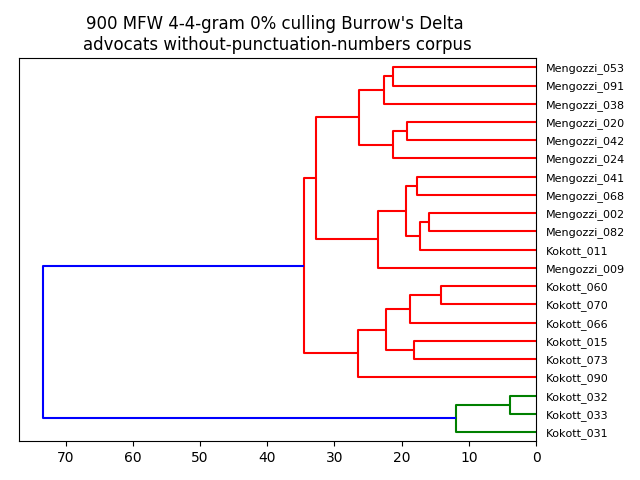 900 MFW 4-4-gram 0% culling Burrow's Delta
advocats without-punctuation-numbers corpus
Mengozzi_053
Mengozzi_091
Mengozzi_038
Mengozzi_020
Mengozzi_042
Mengozzi_024
Mengozzi_041
Mengozzi_068
Mengozzi_002
Mengozzi_082
Kokott_011
Mengozzi_009
Kokott_060
Kokott_070
Kokott_066
Kokott_015
Kokott_073
Kokott_090
Kokott_032
Kokott_033
Kokott_031
70 60 50 40 30 20 10 0